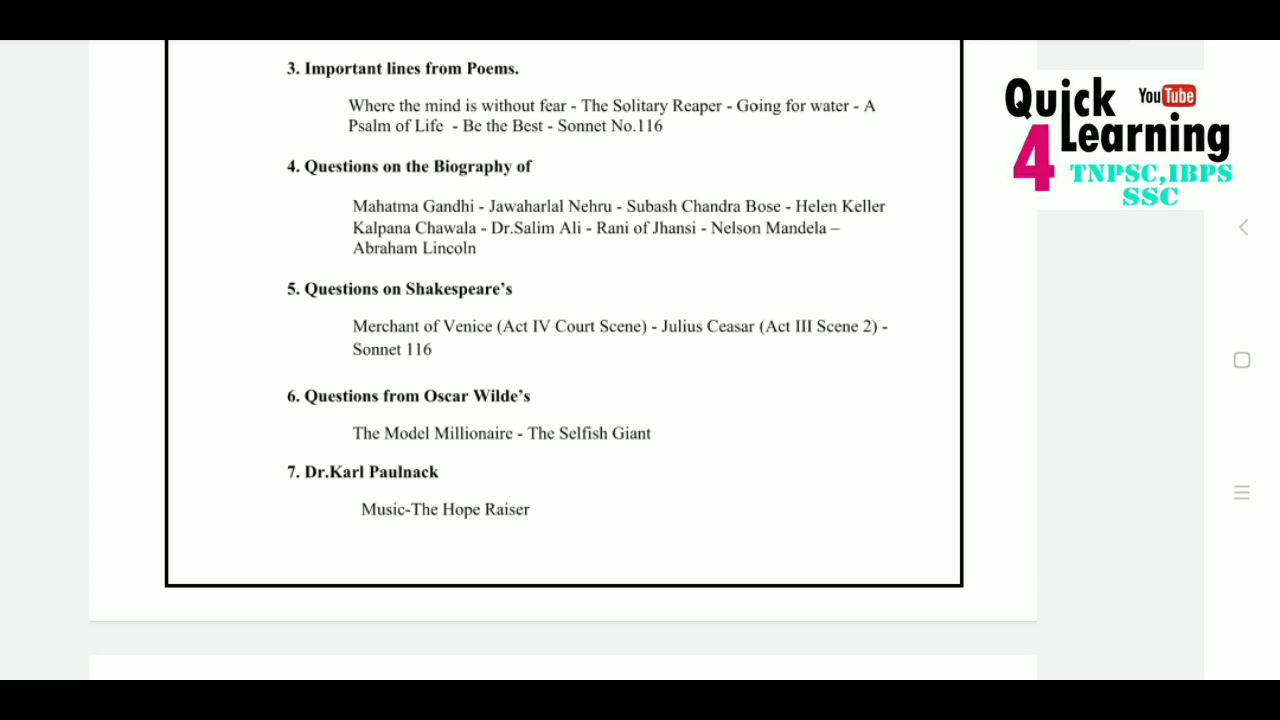 3. Important lines from Poems.
Where the mind is without fear - The Solitary Reaper - Going for water - A
Psalm of Life - Be the Best - Sonnet No.116
4. Questions on the Biography of
Mahatma Gandhi - Jawaharlal Nehru - Subash Chandra Bose - Helen Keller
Kalpana Chawala - Dr.Salim Ali - Rani of Jhansi - Nelson Mandela –
Abraham Lincoln
5. Questions on Shakespeare’s
Merchant of Venice (Act IV Court Scene) - Julius Ceasar (Act III Scene 2) -
Sonnet 116
6. Questions from Oscar Wilde’s
The Model Millionaire - The Selfish Giant
7. Dr.Karl Paulnack
Music-The Hope Raiser
Quick YouTube
4 Learning
TNPSC,IBPS
SSC